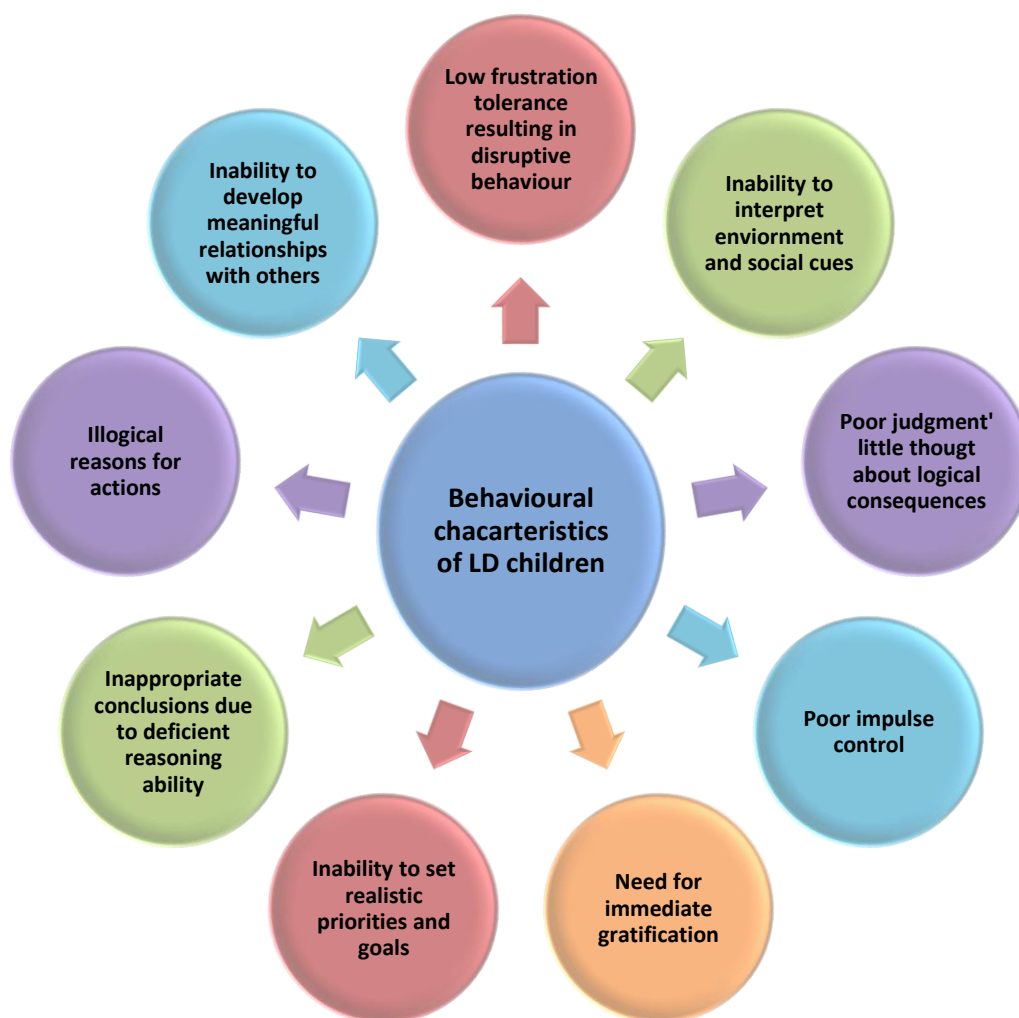 Low frustration
tolerance
resulting in
disruptive
behaviour
Inability to
interpret
enviornment
and social cues
Poor judgment'
little thougt
about logical
consequences
Poor impulse
control
Need for
immediate
gratification
Inability to set
realistic
priorities and
goals
Inappropriate
conclusions due
to deficient
reasoning
ability
Illogical
reasons for
actions
Inability to
develop
meaningful
relationships
with others
Behavioural
chacarteristics
of LD children